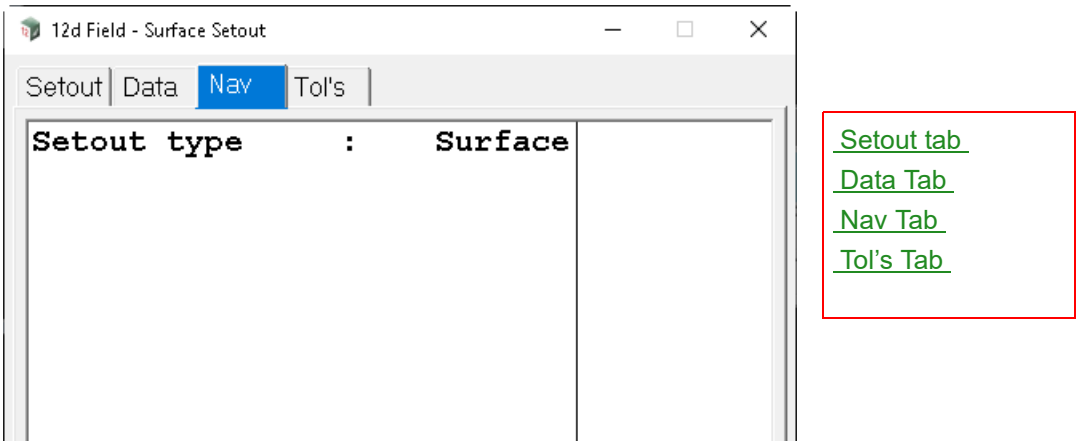 12d Field - Surface Setout
Setout Data Nav Tol's
Setout type : Surface
Setout tab
Data Tab
Nav Tab
Tol’s Tab